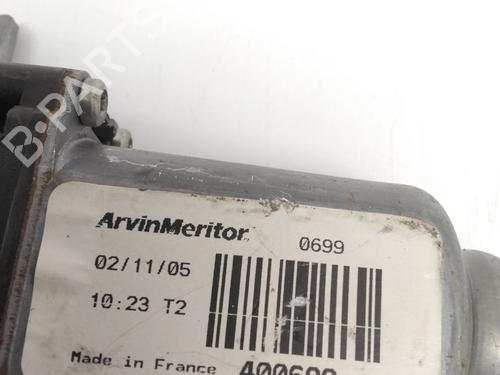 B-PARTS
ArvinMeritor 0699
02/11/05
10:23 T2
Made in France